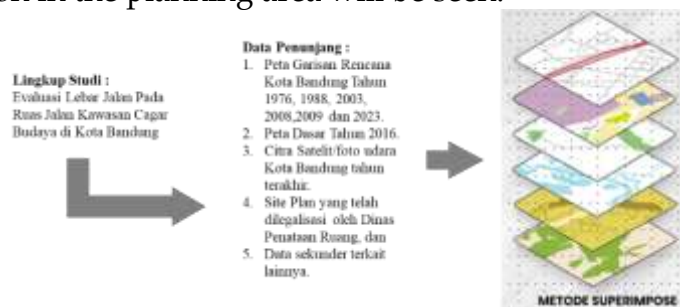 on in the planning area will be seen.
Lingkup Studi :
Evaluasi Lebar Jalan Pada
Ruas Jalan Kawasan Cagar
Budaya di Kota Bandung
Data Penunjang :
1. Peta Garisan Rencana
Kota Bandung Tahun
1976, 1988, 2003,
2008,2009 dan 2023.
2. Peta Dasar Tahun 2016.
3. Citra Satelit/foto udara
Kota Bandung tahun
terakhir.
4. Site Plan yang telah
dilegalisasi oleh Dinas
Penataan Ruang, dan
5. Data sekunder terkait
lainnya.
METODE SUPERIMPOSE